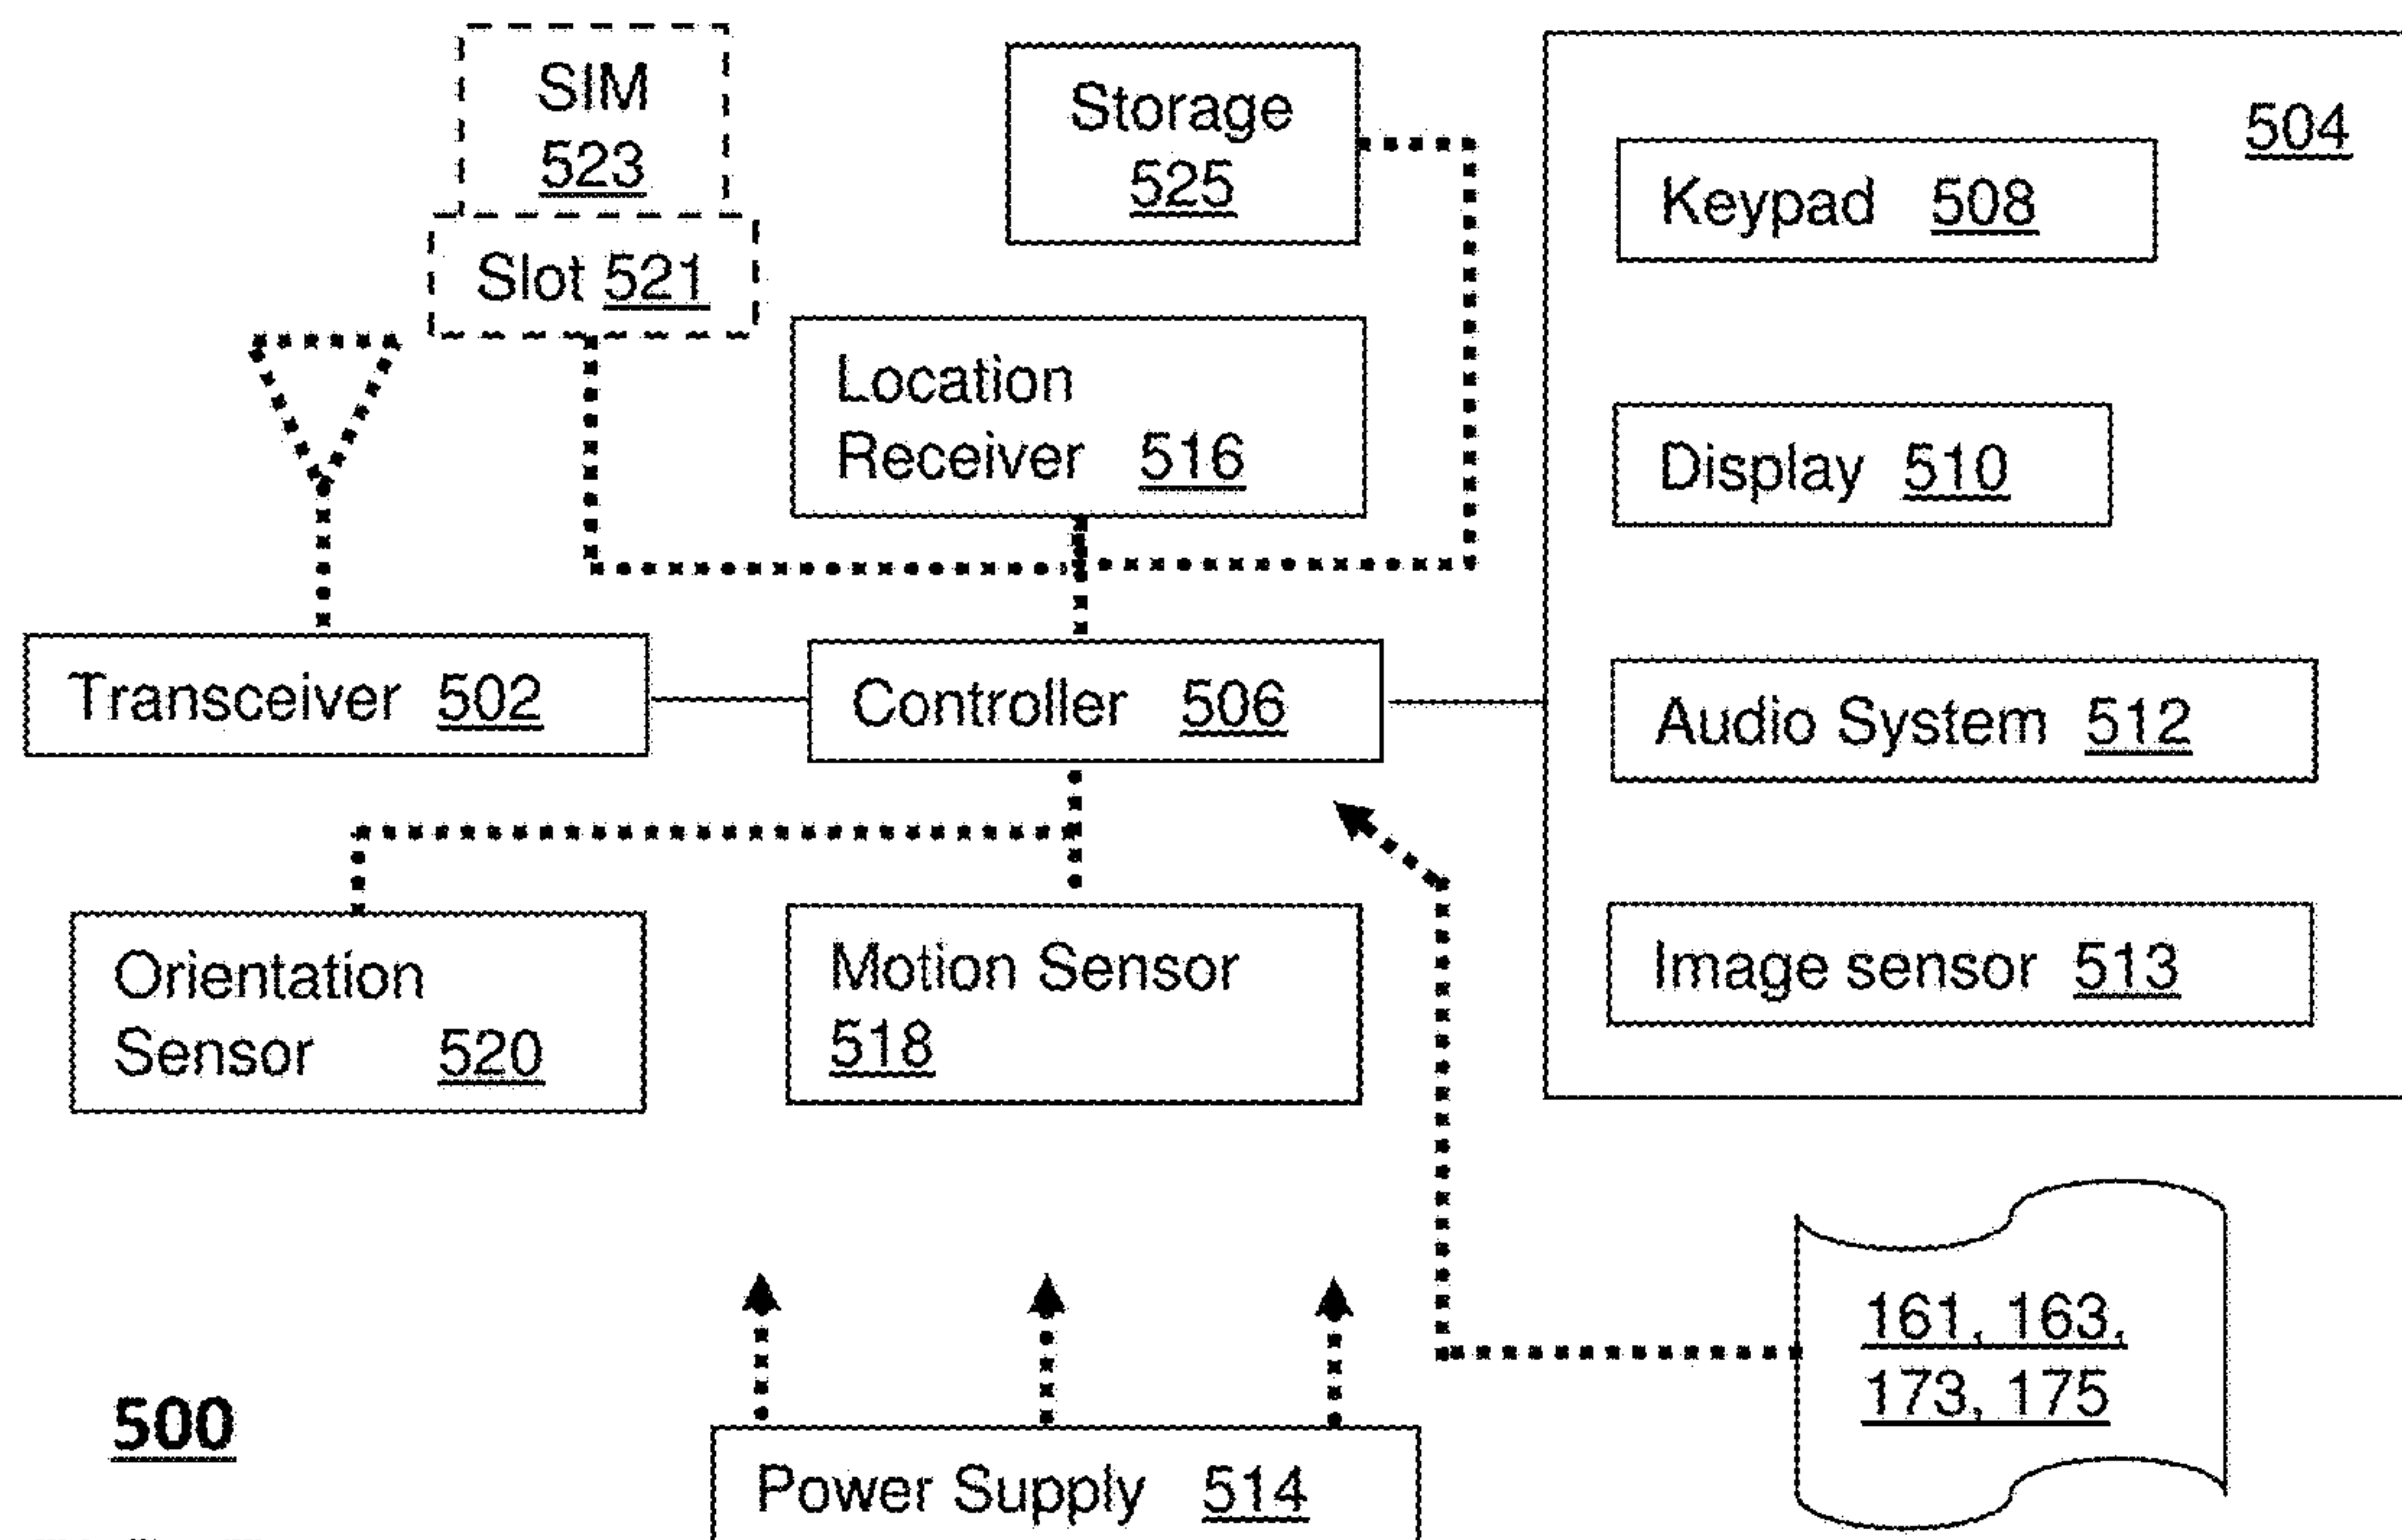 SIM
523
Slot 521
Storage
525
504
Keypad 508
Location
Receiver 516
Display 510
Transceiver 502
Controller 506
Audio System 512
Orientation
Sensor 520
Motion Sensor
518
Image sensor 513
161, 163,
173, 175
500
Power Supply 514